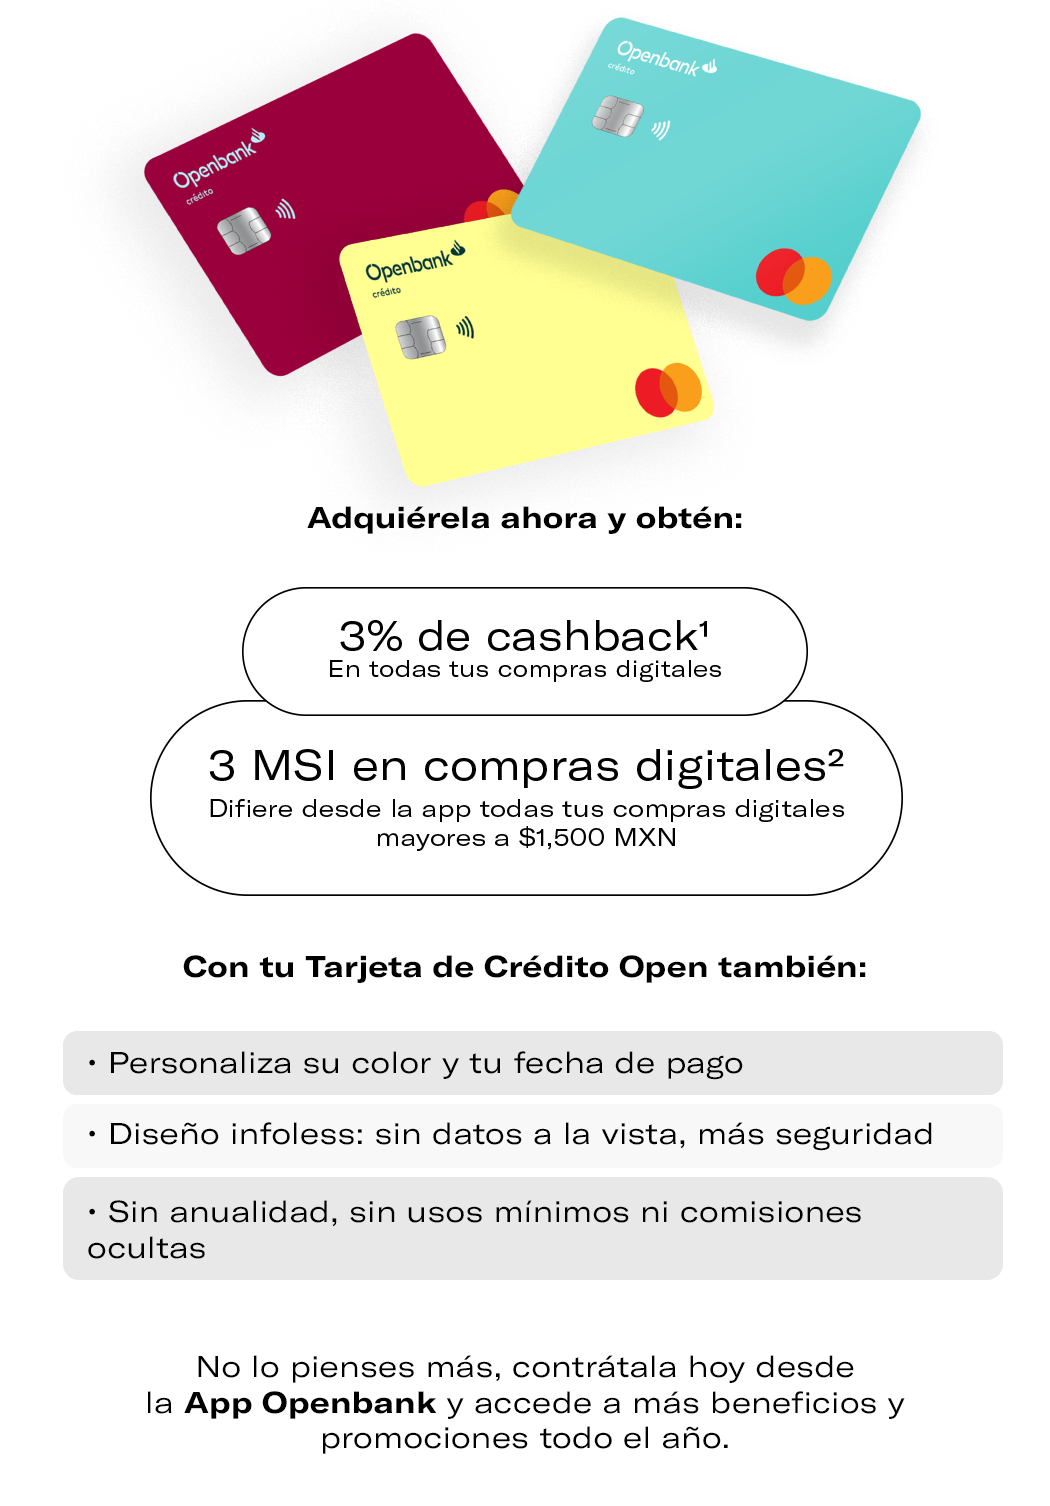 Openbank
crédito
Openbank
crédito
Openbank
crédito
Adquiérela ahora y obtén:
3% de cashback¹
En todas tus compras digitales
3 MSI en compras digitales²
Difiere desde la app todas tus compras digitales
mayores a $1,500 MXN
Con tu Tarjeta de Crédito Open también:
• Personaliza su color y tu fecha de pago
• Diseño infoless: sin datos a la vista, más seguridad
• Sin anualidad, sin usos mínimos ni comisiones
ocultas
No lo pienses más, contrátala hoy desde
la App Openbank y accede a más beneficios y
promociones todo el año.